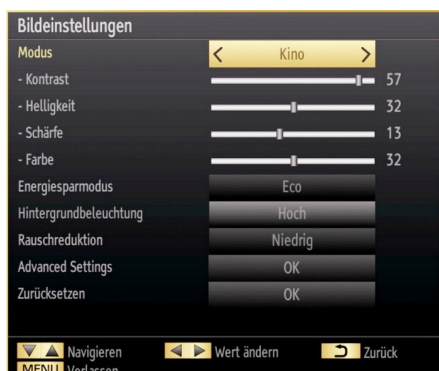 Bildeinstellungen
Modus Kino
- Kontrast 57
- Helligkeit 32
- Schärfe 13
- Farbe 32
Energiesparmodus Eco
Hintergrundbeleuchtung Hoch
Rauschreduktion Niedrig
Advanced Settings OK
Zurücksetzen OK
Navigieren Wert ändern Zurück
MENU Verlassen